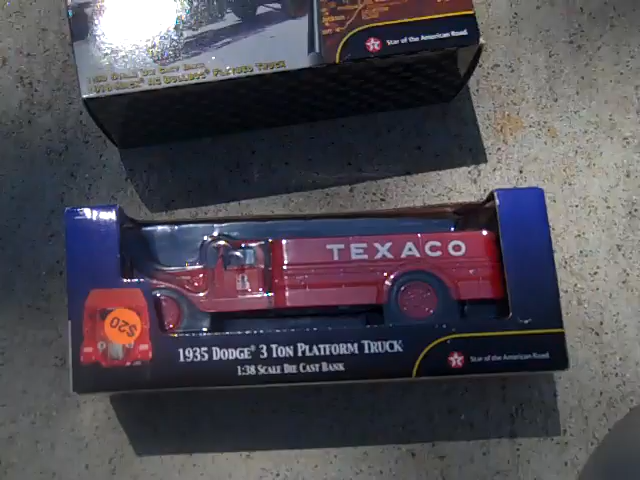 Star of the American Road
TEXACO
$20
1935 DODGE® 3 TON PLATFORM TRUCK
1:38 SCALE DIE CAST BANK
Star of the American Road